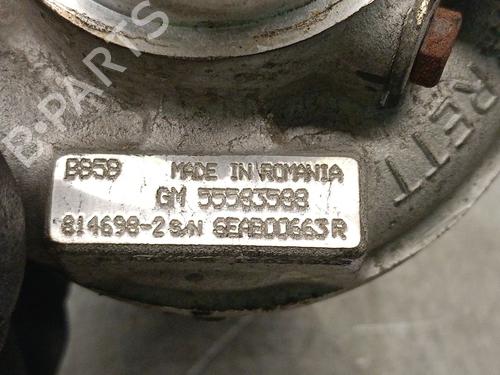 B·PARTS
RETT
B858 MADE IN ROMANIA
GM 55583588
814698-2 S/N SEAB00663R